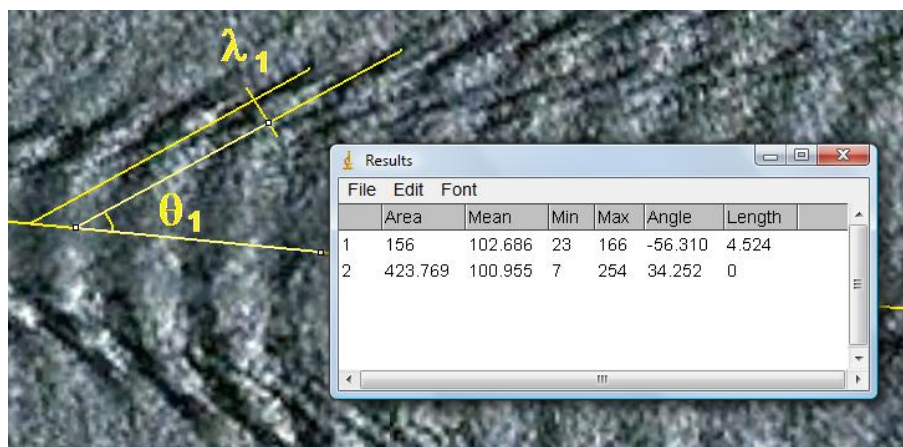 λ1
θ1
Results
File Edit Font
Area Mean Min Max Angle Length
1 156 102.686 23 166 -56.310 4.524
2 423.769 100.955 7 254 34.252 0